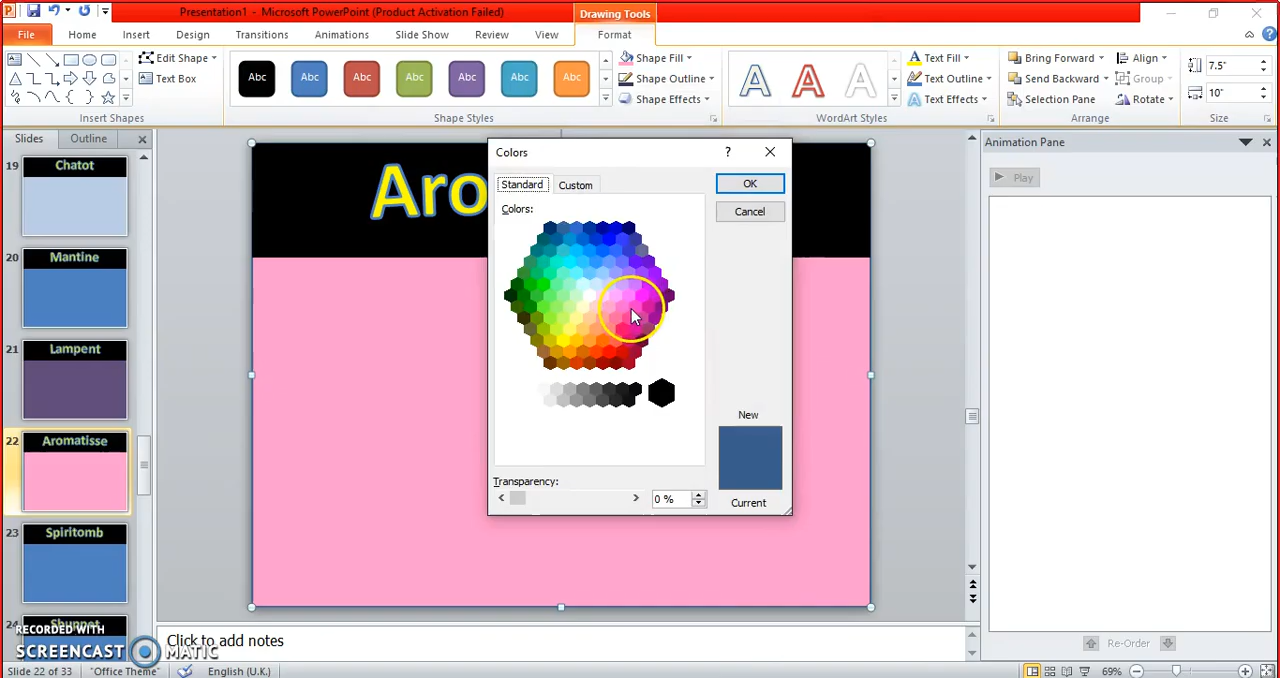 Presentation1 - Microsoft PowerPoint (Product Activation Failed)
Drawing Tools
File Home Insert Design Transitions Animations Slide Show Review View Format
Edit Shape
Text Box
Insert Shapes
Abc Abc Abc Abc Abc Abc Abc
Shape Fill
Shape Outline
Shape Effects
Shape Styles
A A A
Text Fill
Text Outline
Text Effects
WordArt Styles
Bring Forward
Send Backward
Selection Pane
Align
Group
Rotate
Arrange
7.5"
10"
Size
Slides Outline
19 Chatot
20 Mantine
21 Lampent
22 Aromatisse
23 Spiritomb
24 Shuppet
Aro
Colors
?
Standard Custom
OK
Cancel
Colors:
New
Current
Transparency:
0 %
Animation Pane
Play
Re-Order
Click to add notes
RECORDED WITH
SCREENCAST MATIC
Slide 22 of 33 "Office Theme" English (U.K.) 69%